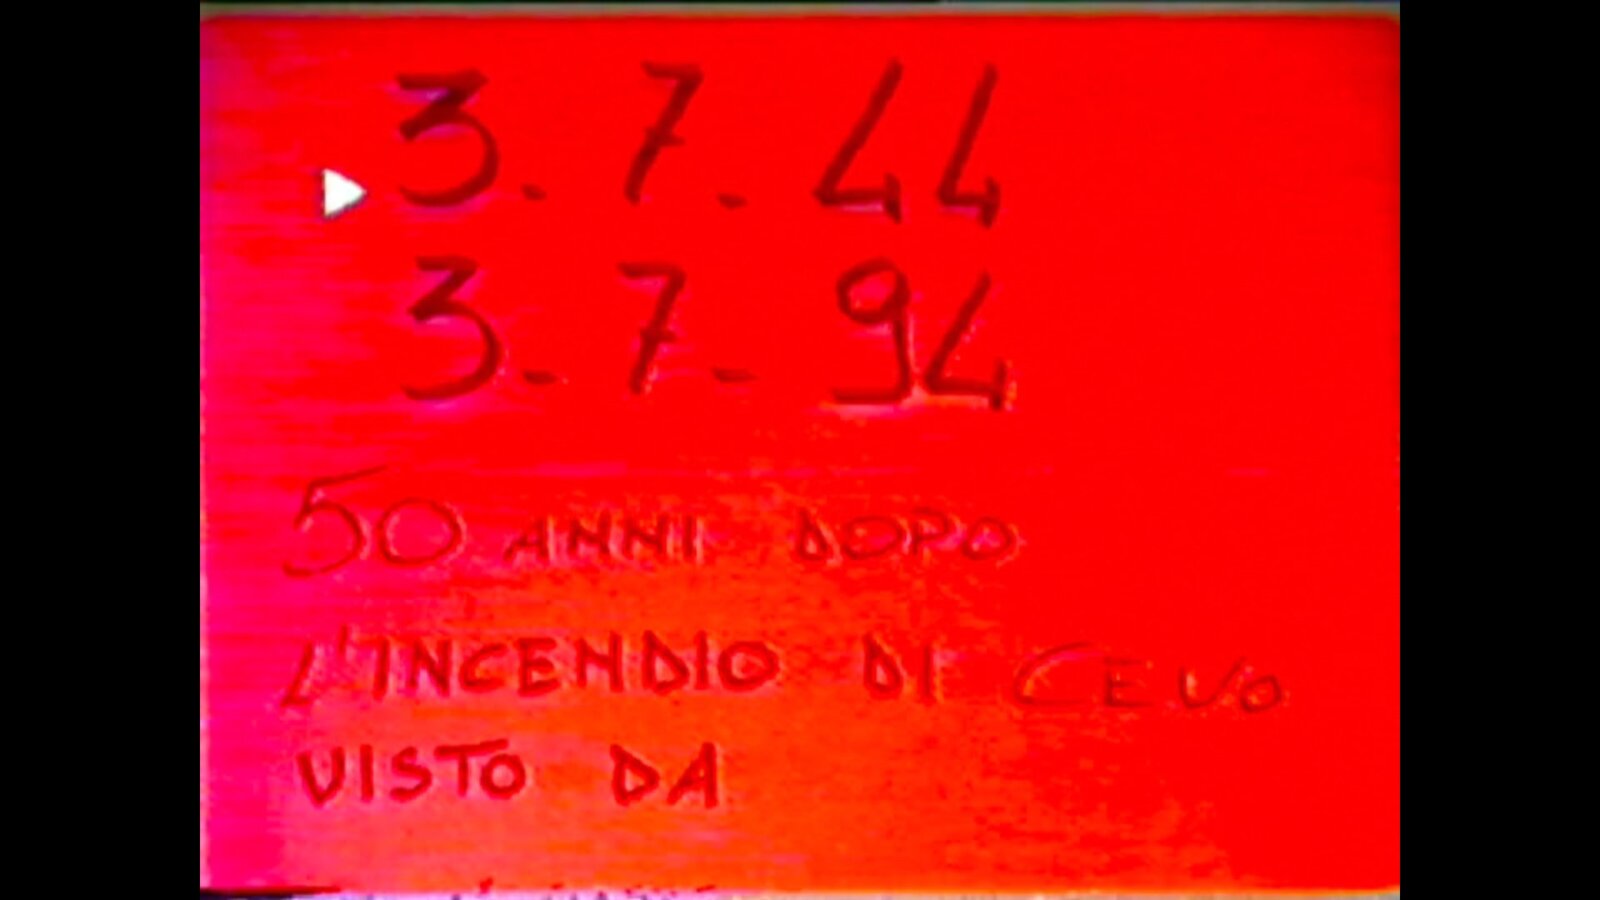 3.7.44
3.7.94
50 ANNI DOPO
L'INCENDIO DI CEVO
VISTO DA